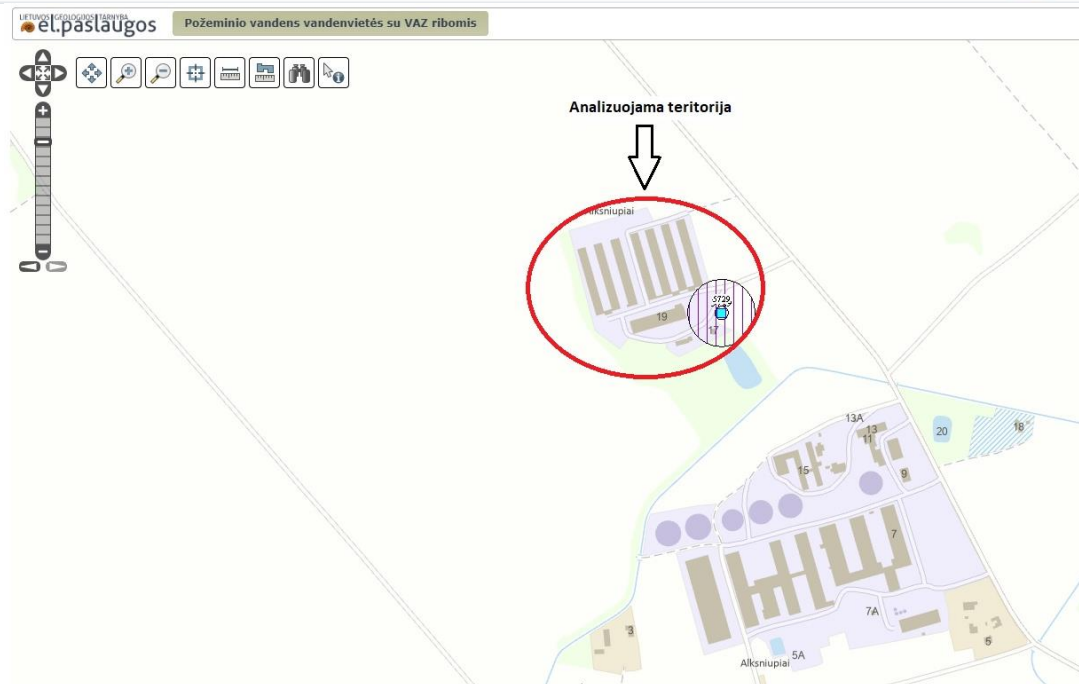 LIETUVOS GEOLOGIJOS TARNYBA
el.paslaugos
Požeminio vandens vandenvietės su VAZ ribomis
Analizuojama teritorija
Alksniupiai
5729
19
17
13A
13
11
20
18
15
9
7
7A
3
5
5A
Alksniupiai